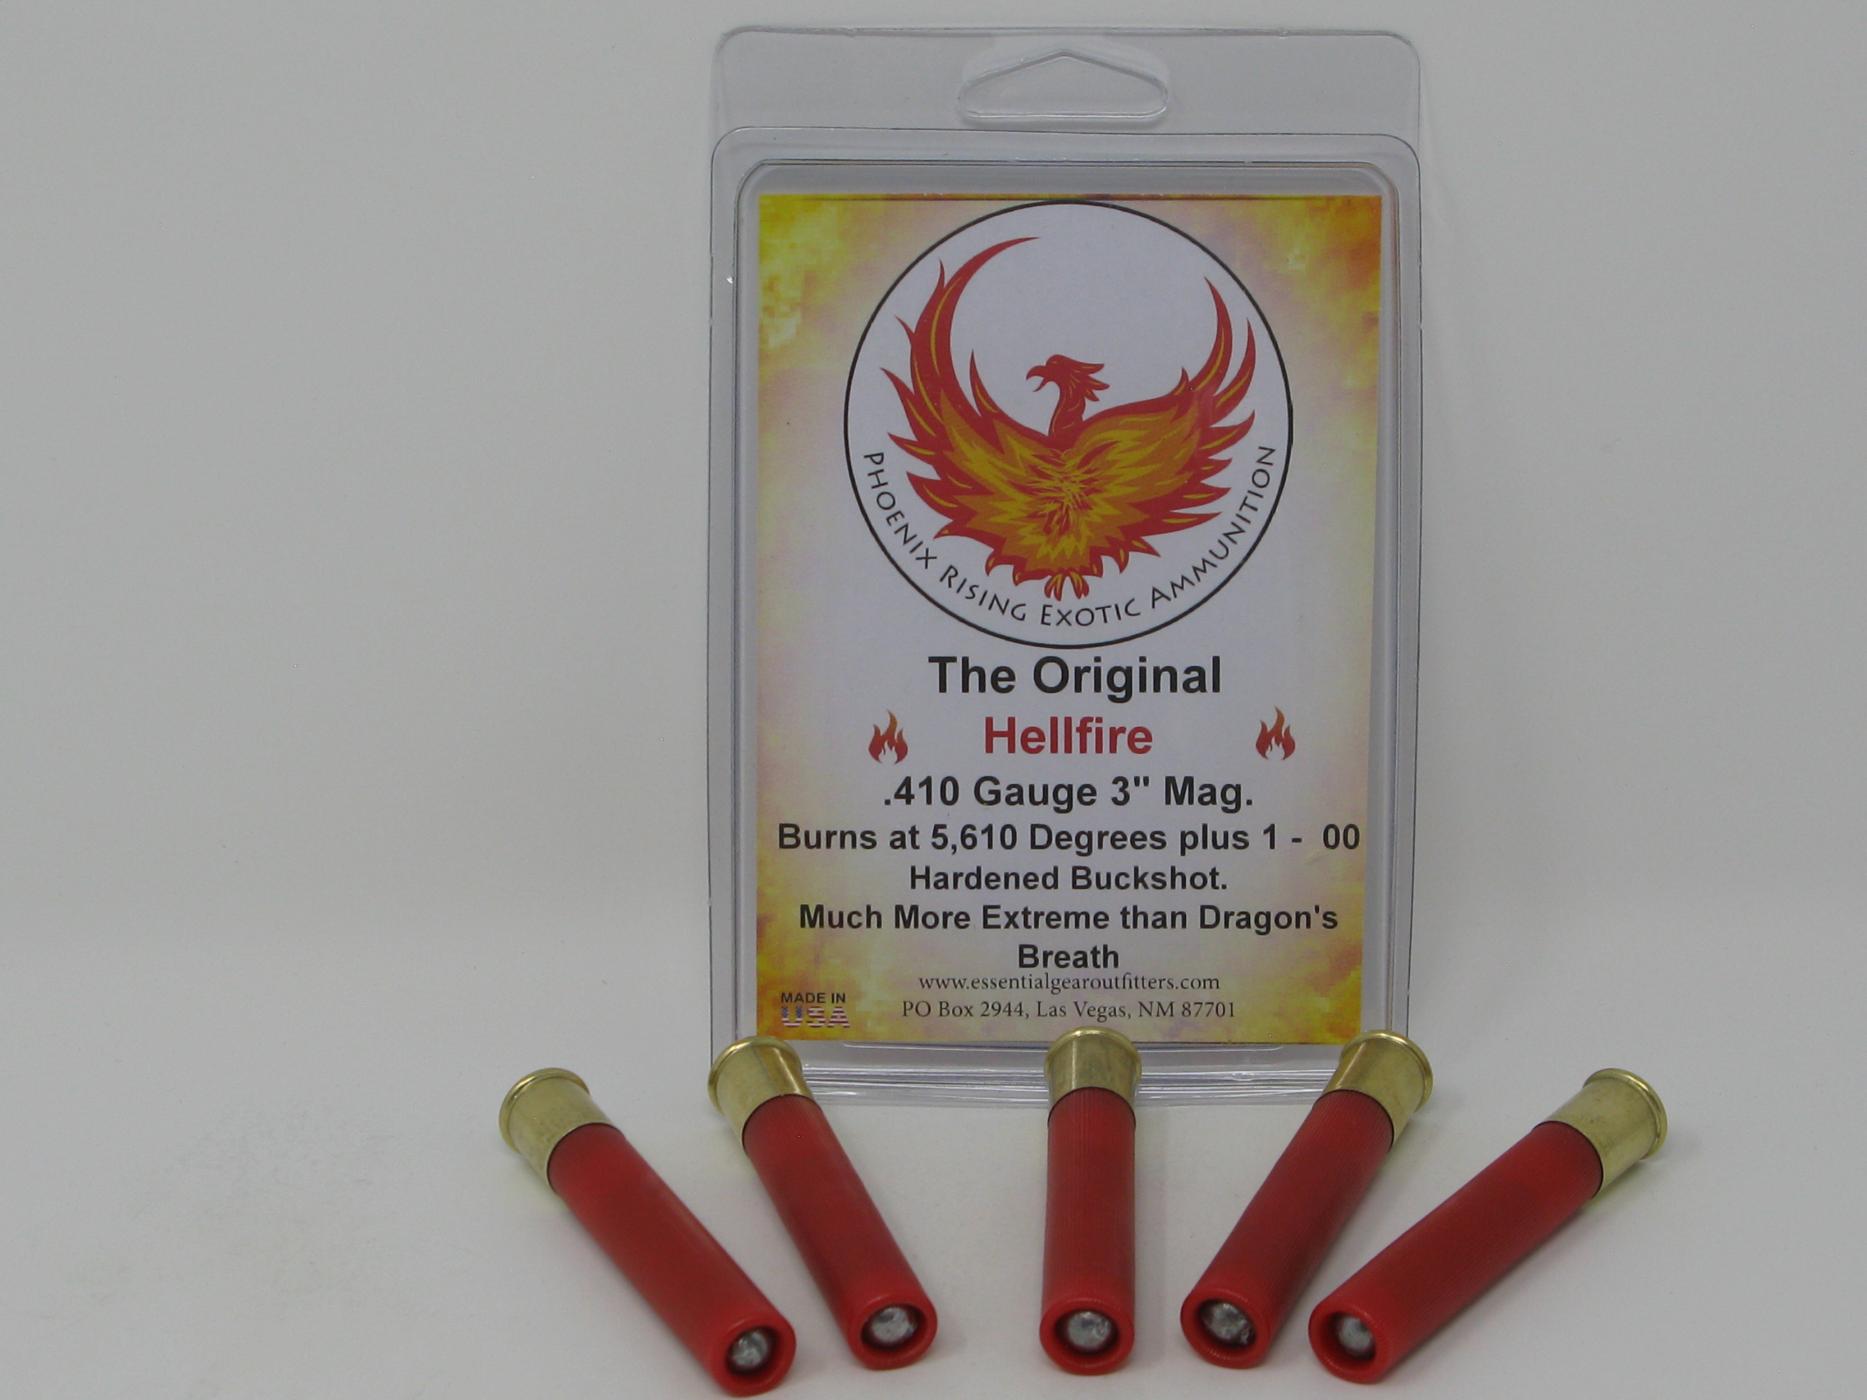 PHOENIX RISING EXOTIC AMMUNITION
The Original
Hellfire
.410 Gauge 3" Mag.
Burns at 5,610 Degrees plus 1 - 00
Hardened Buckshot.
Much More Extreme than Dragon's
Breath
www.essentialgearoutfitters.com
PO Box 2944, Las Vegas, NM 87701
MADE IN
USA